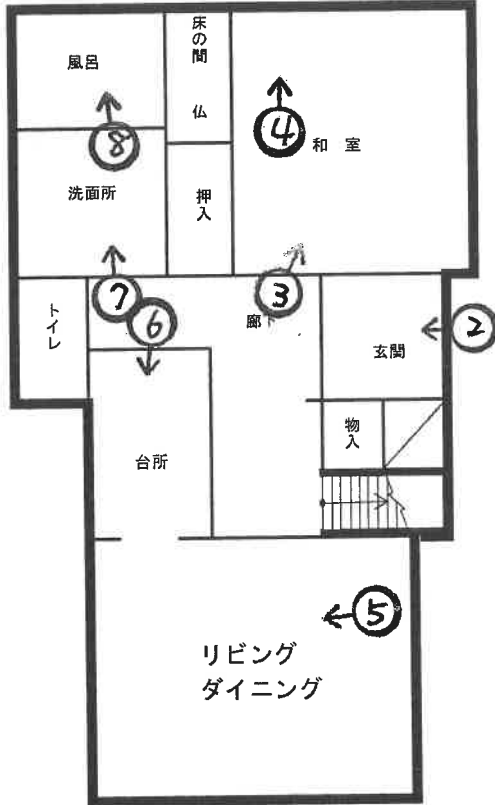 風呂
床の間
仏
④
和 室
⑧
洗面所
押入
⑦
③
⑥
②
トイレ
廊下
玄関
物入
台所
⑤
リビング
ダイニング